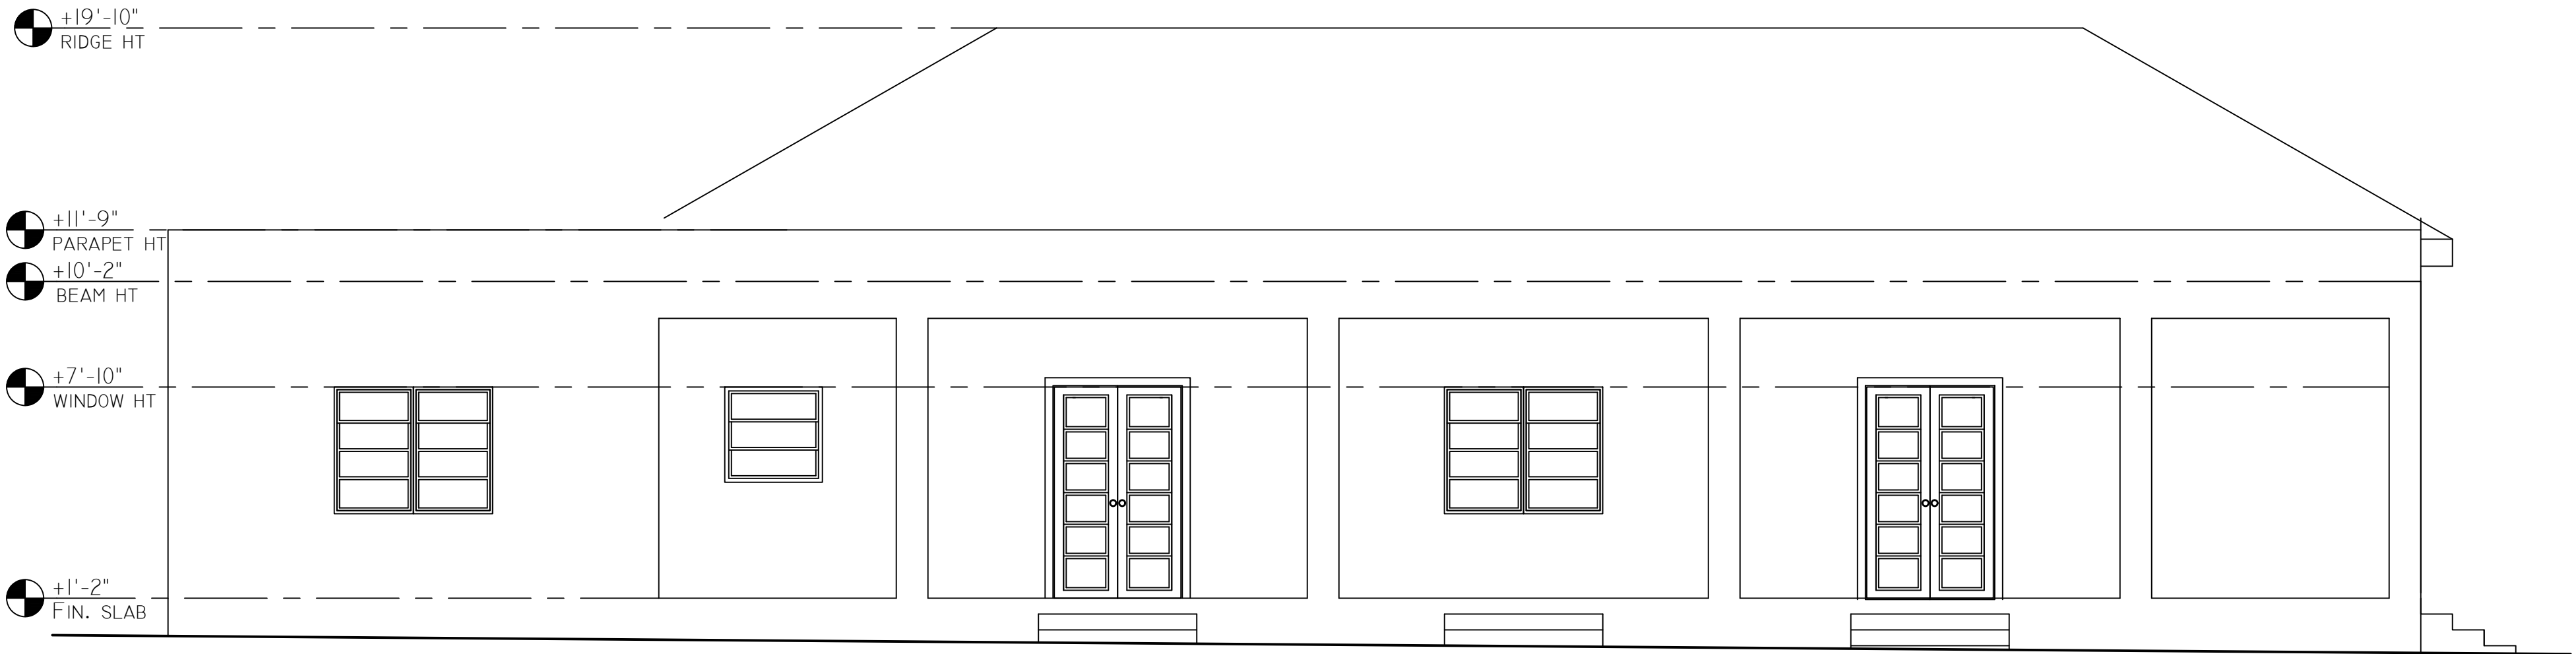 +19'-10"
RIDGE HT
+11'-9"
PARAPET HT
+10'-2"
BEAM HT
+7'-10"
WINDOW HT
+1'-2"
FIN. SLAB